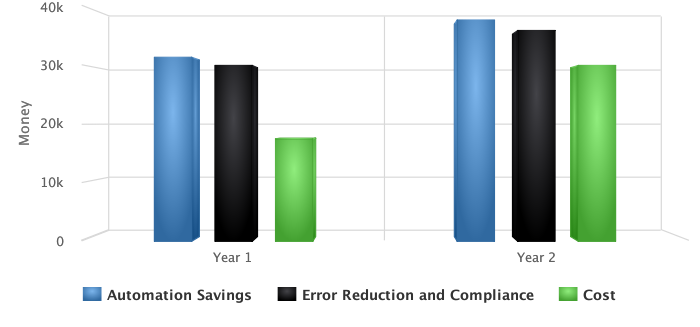 40k
30k
20k
10k
0
Money
Year 1
Year 2
Automation Savings
Error Reduction and Compliance
Cost